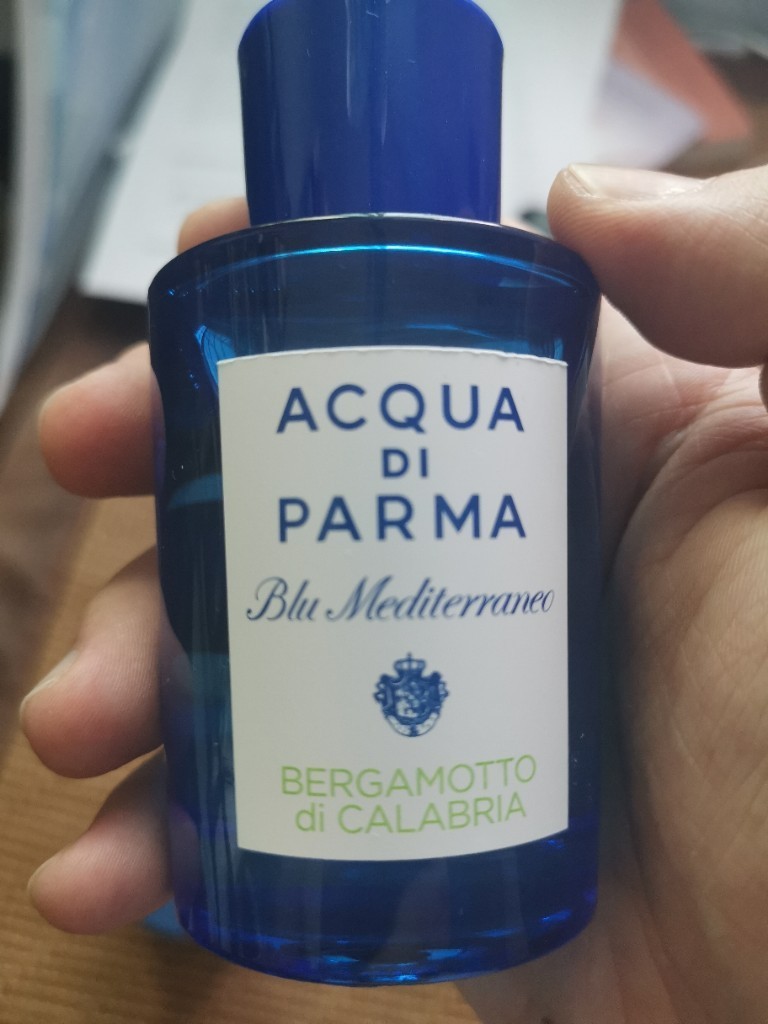 ACQUA
DI
PARMA
Blu Mediterraneo
BERGAMOTTO
di CALABRIA